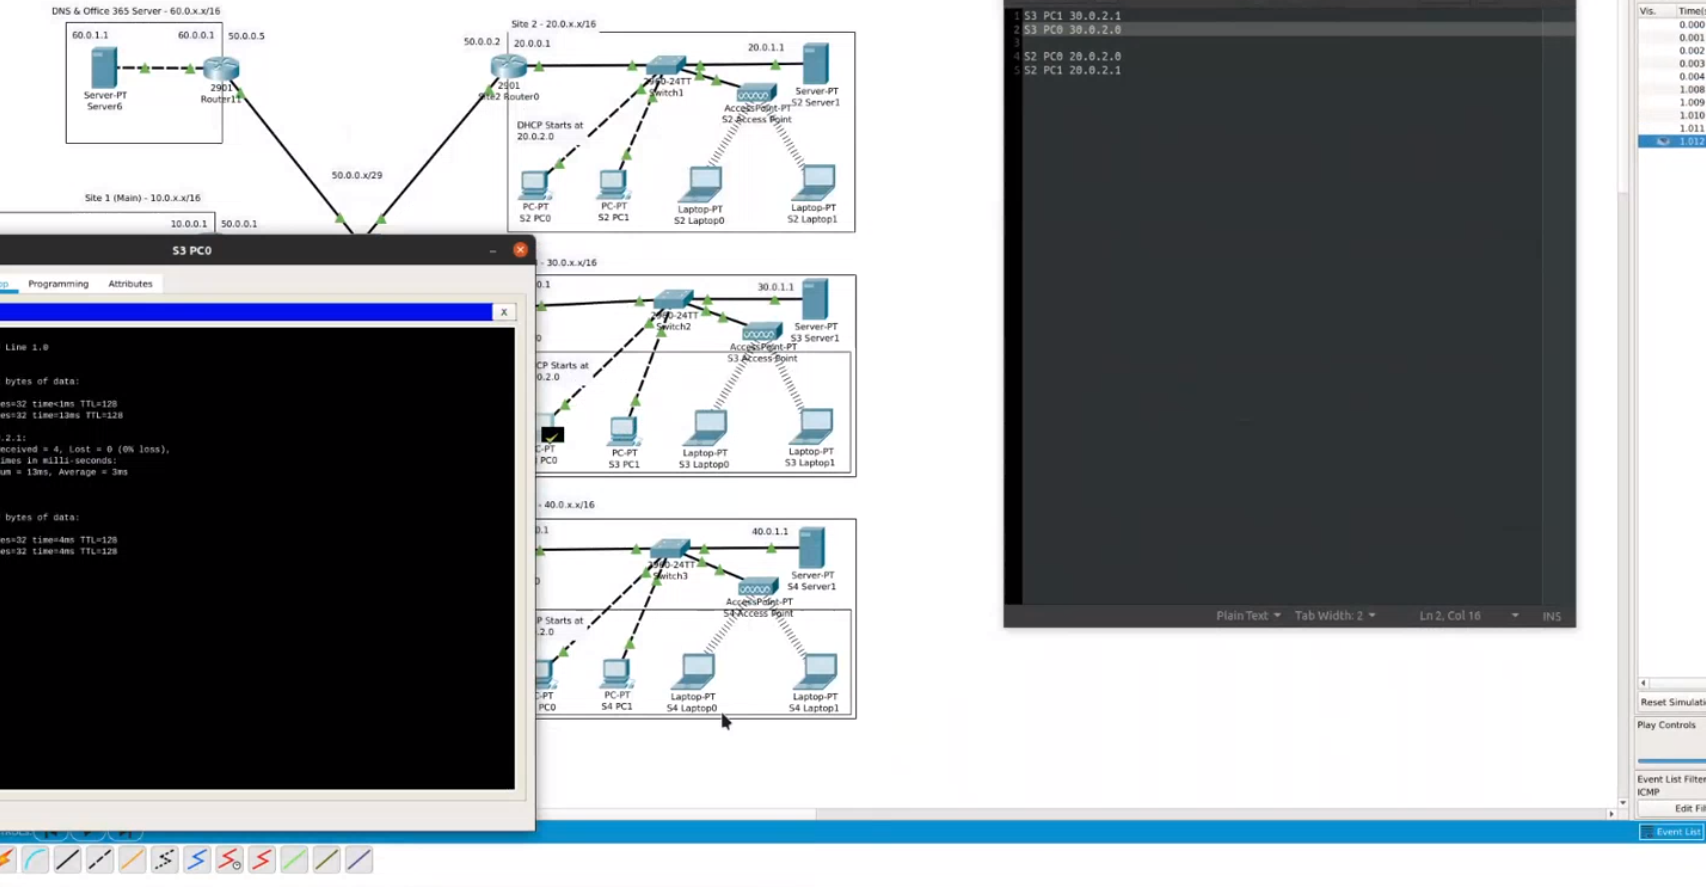 DNS & Office 365 Server - 60.0.x.x/16
60.0.1.1
60.0.0.1
50.0.0.5
Server-PT
Server6
2901
Router11
Site 2 - 20.0.x.x/16
50.0.0.2
20.0.0.1
2901
Site2 Router0
2960-24TT
Switch1
20.0.1.1
Server-PT
S2 Server1
AccessPoint-PT
S2 Access Point
DHCP Starts at
20.0.2.0
PC-PT
S2 PC0
PC-PT
S2 PC1
Laptop-PT
S2 Laptop0
Laptop-PT
S2 Laptop1
50.0.0.x/29
Site 1 (Main) - 10.0.x.x/16
10.0.0.1
50.0.0.1
S3 PC0
Programming
Attributes
X
Line 1.0
bytes of data:
es=32 time<1ms TTL=128
es=32 time=13ms TTL=128
.2.1:
eceived = 4, Lost = 0 (0% loss),
imes in milli-seconds:
um = 13ms, Average = 3ms
bytes of data:
es=32 time=4ms TTL=128
es=32 time=4ms TTL=128
- 30.0.x.x/16
0.1
2960-24TT
Switch2
30.0.1.1
Server-PT
S3 Server1
AccessPoint-PT
S3 Access Point
CP Starts at
.2.0
C-PT
PC0
PC-PT
S3 PC1
Laptop-PT
S3 Laptop0
Laptop-PT
S3 Laptop1
- 40.0.x.x/16
0.1
2960-24TT
Switch3
40.0.1.1
Server-PT
S4 Server1
AccessPoint-PT
S4 Access Point
P Starts at
.2.0
C-PT
PC0
PC-PT
S4 PC1
Laptop-PT
S4 Laptop0
Laptop-PT
S4 Laptop1
1 S3 PC1 30.0.2.1
2 S3 PC0 30.0.2.0
3
4 S2 PC0 20.0.2.0
5 S2 PC1 20.0.2.1
Plain Text
Tab Width: 2
Ln 2, Col 16
INS
Vis.
Time(s
0.000
0.001
0.002
0.003
0.004
1.008
1.009
1.010
1.011
1.012
Reset Simulati
Play Controls
Event List Filter
ICMP
Edit Fil
Event List